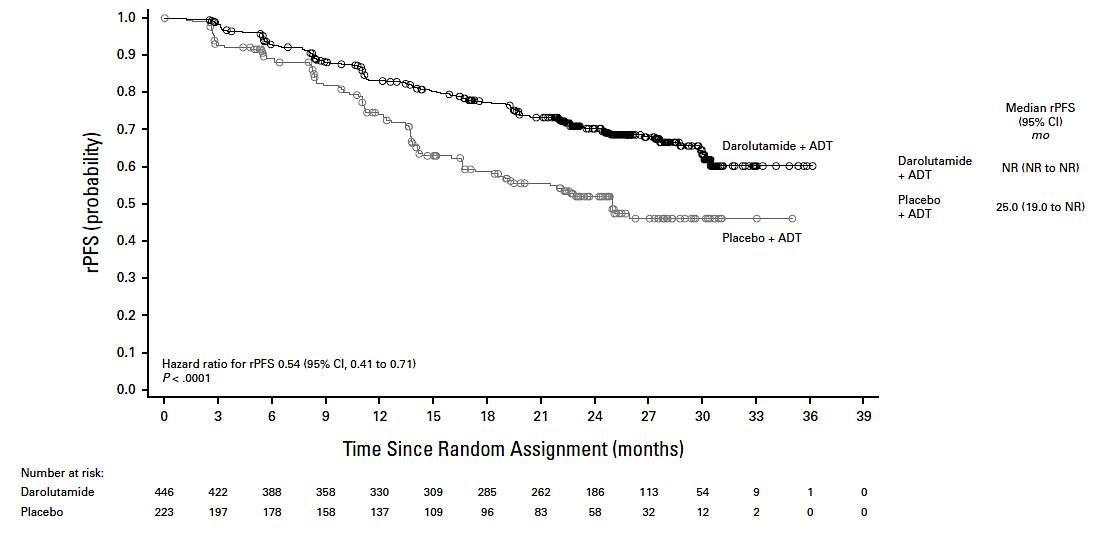 1.0
0.9
0.8
0.7
0.6
0.5
0.4
0.3
0.2
0.1
0.0
rPFS (probability)
Darolutamide + ADT
Placebo + ADT
Hazard ratio for rPFS 0.54 (95% CI, 0.41 to 0.71)
P < .0001
0 3 6 9 12 15 18 21 24 27 30 33 36 39
Time Since Random Assignment (months)
Median rPFS
(95% CI)
mo
Darolutamide
+ ADT
NR (NR to NR)
Placebo
+ ADT
25.0 (19.0 to NR)
Number at risk:
Darolutamide 446 422 388 358 330 309 285 262 186 113 54 9 1 0
Placebo 223 197 178 158 137 109 96 83 58 32 12 2 0 0